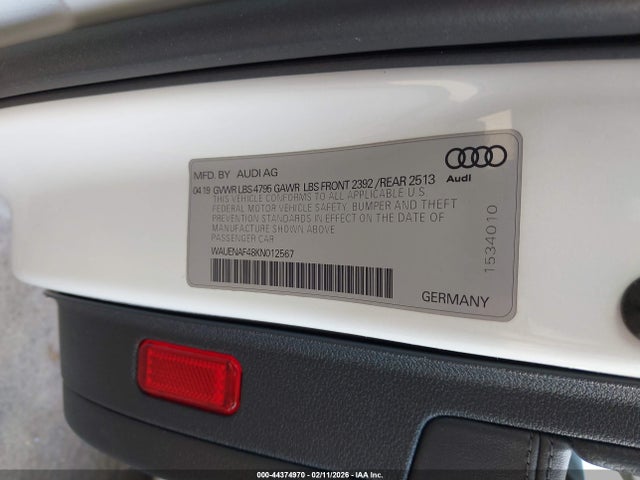 MFD. BY AUDI AG
04 19 GVWR LBS 4796 GAWR LBS FRONT 2392 / REAR 2513
THIS VEHICLE CONFORMS TO ALL APPLICABLE U.S.
FEDERAL MOTOR VEHICLE SAFETY, BUMPER AND THEFT
PREVENTION STANDARDS IN EFFECT ON THE DATE OF
MANUFACTURE SHOWN ABOVE.
PASSENGER CAR
WAUENAF48KN012567
Audi
1534010
GERMANY
000-44374970 - 02/11/2026 - IAA Inc.